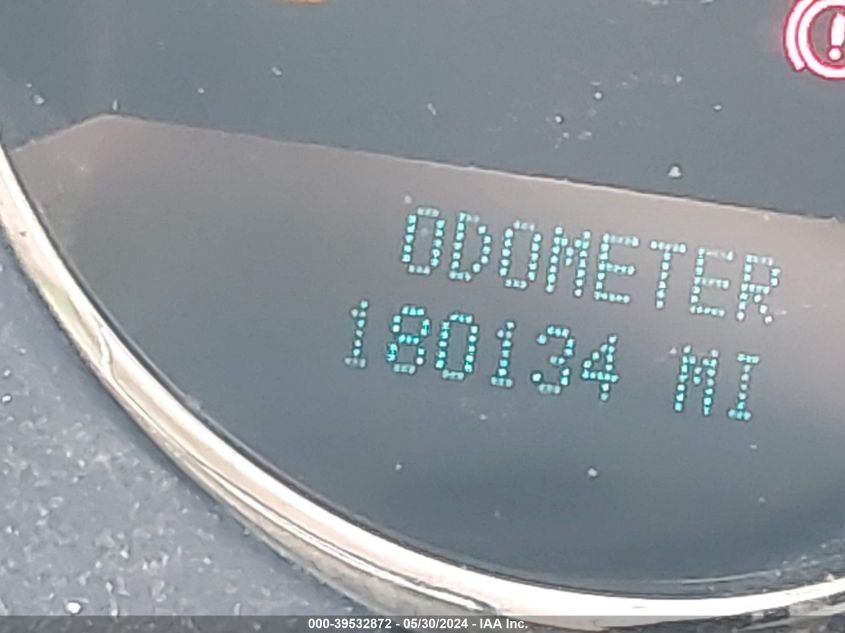 ODOMETER
180134 MI
000-39532872 - 05/30/2024 - IAA Inc.